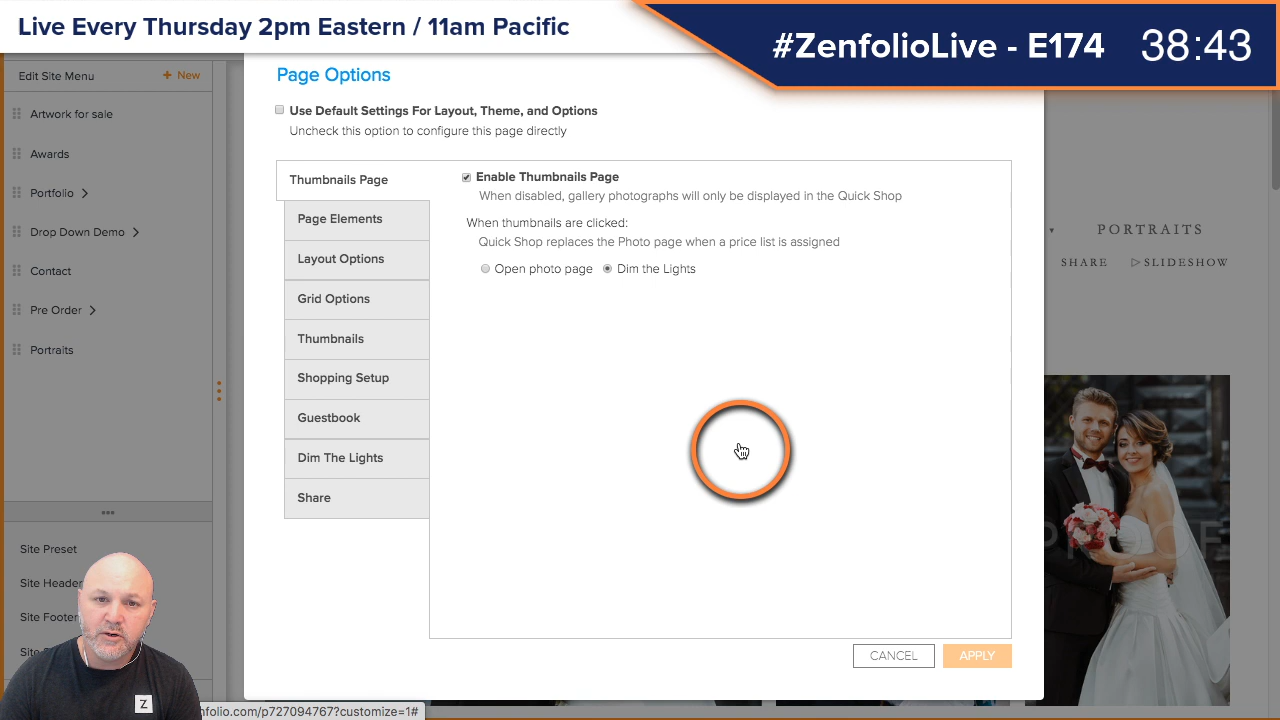 Live Every Thursday 2pm Eastern / 11am Pacific
#ZenfolioLive - E174
38:43
Edit Site Menu
+ New
Artwork for sale
Awards
Portfolio
Drop Down Demo
Contact
Pre Order
Portraits
Site Preset
Site Header
Site Footer
Page Options
Use Default Settings For Layout, Theme, and Options
Uncheck this option to configure this page directly
Thumbnails Page
Page Elements
Layout Options
Grid Options
Thumbnails
Shopping Setup
Guestbook
Dim The Lights
Share
Enable Thumbnails Page
When disabled, gallery photographs will only be displayed in the Quick Shop
When thumbnails are clicked:
Quick Shop replaces the Photo page when a price list is assigned
Open photo page
Dim the Lights
CANCEL
APPLY
PORTRAITS
SHARE
SLIDESHOW
PROOF
Z
nfolio.com/p727094767?customize=1#